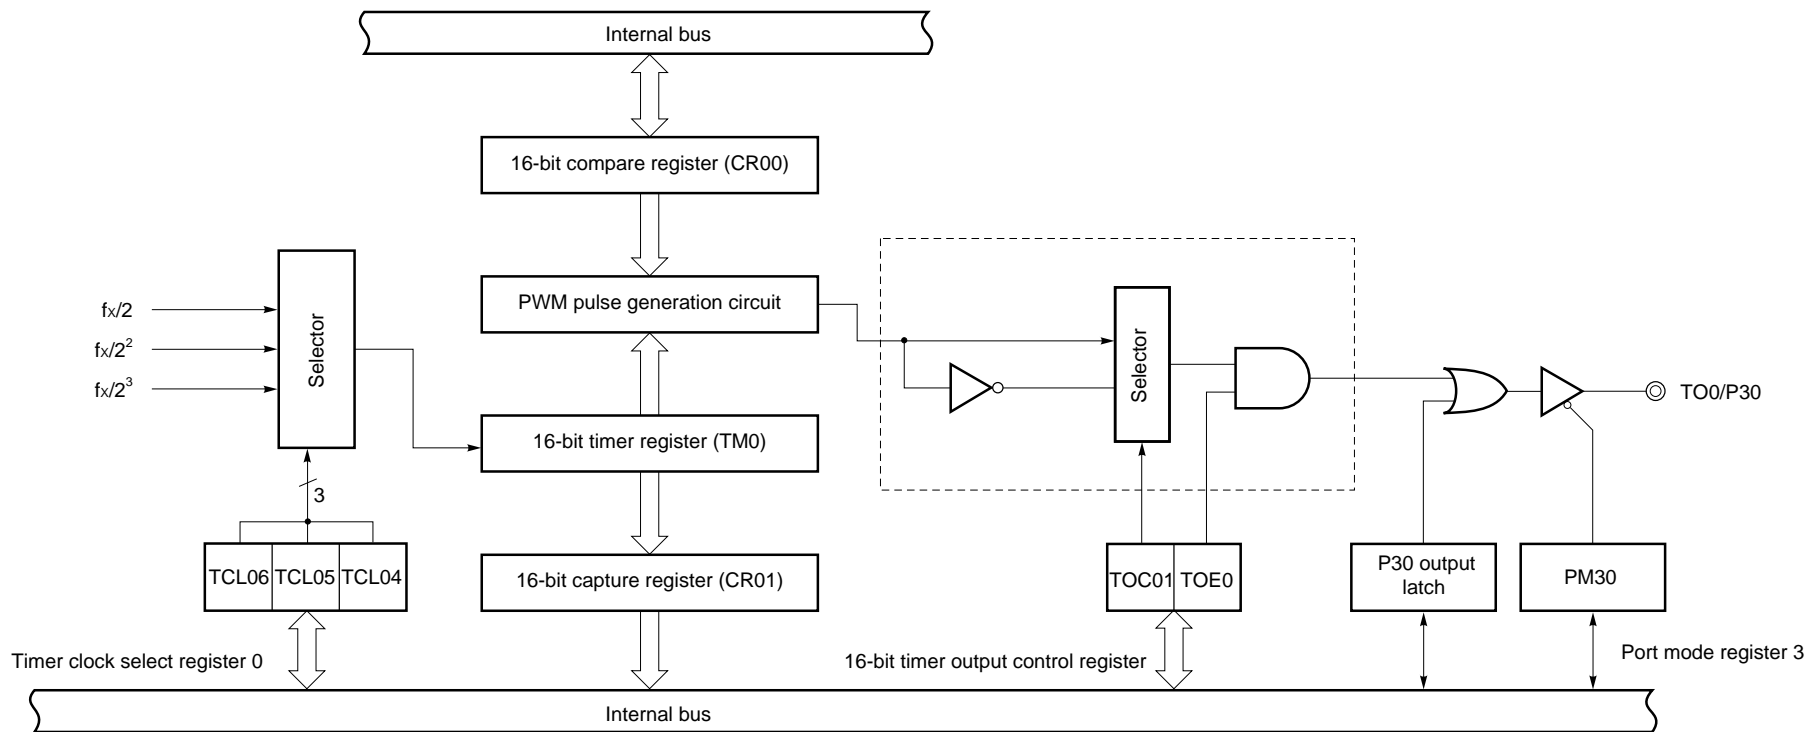 Internal bus
16-bit compare register (CR00)
PWM pulse generation circuit
fX/2
fX/2²
fX/2³
Selector
Selector
TO0/P30
16-bit timer register (TM0)
3
TCL06 TCL05 TCL04
16-bit capture register (CR01)
TOC01 TOE0
P30 output
latch
PM30
Timer clock select register 0
16-bit timer output control register
Port mode register 3
Internal bus